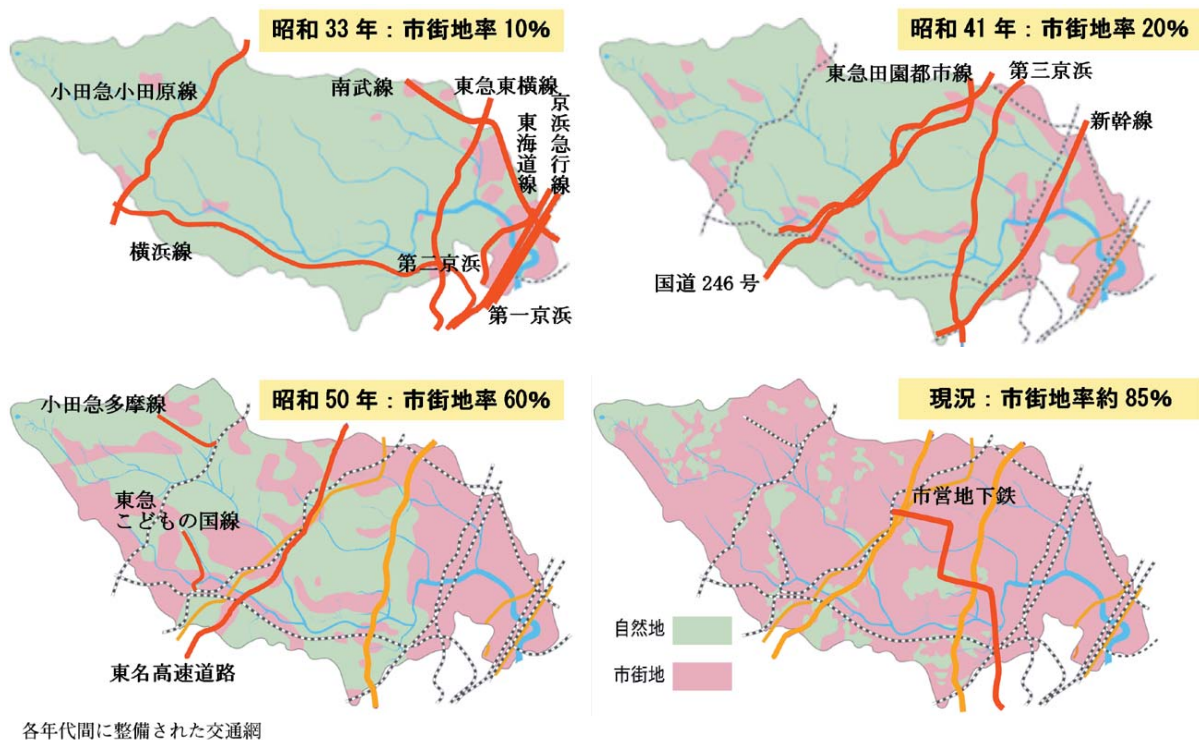 昭和33年：市街地率10%
小田急小田原線
南武線
東急東横線
京浜急行線
東海道線
横浜線
第二京浜
第一京浜
昭和41年：市街地率20%
東急田園都市線
第三京浜
新幹線
国道246号
昭和50年：市街地率60%
小田急多摩線
東急
こどもの国線
東名高速道路
現況：市街地率約85%
市営地下鉄
自然地
市街地
各年代間に整備された交通網